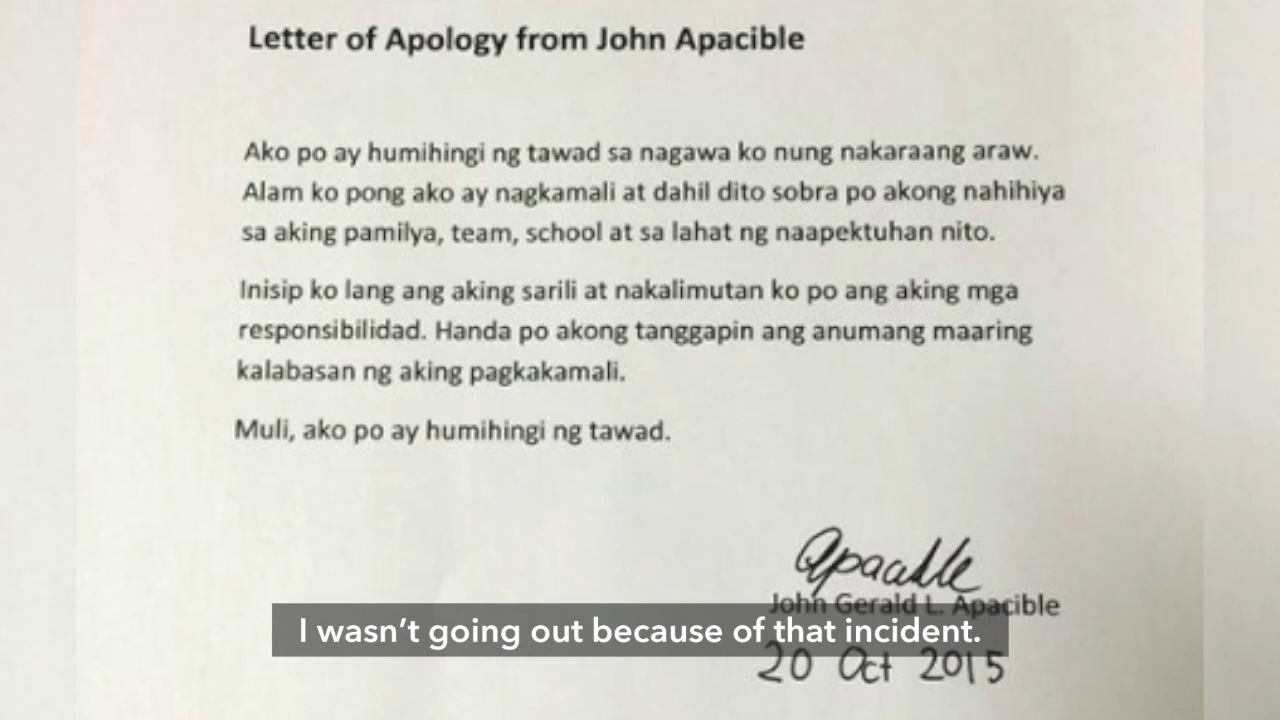 Letter of Apology from John Apacible
Ako po ay humihingi ng tawad sa nagawa ko nung nakaraang araw.
Alam ko pong ako ay nagkamali at dahil dito sobra po akong nahihiya
sa aking pamilya, team, school at sa lahat ng naapektuhan nito.
Inisip ko lang ang aking sarili at nakalimutan ko po ang aking mga
responsibilidad. Handa po akong tanggapin ang anumang maaring
kalabasan ng aking pagkakamali.
Muli, ako po ay humihingi ng tawad.
Apacible
John Gerald L. Apacible
I wasn’t going out because of that incident.
20 Oct 2015